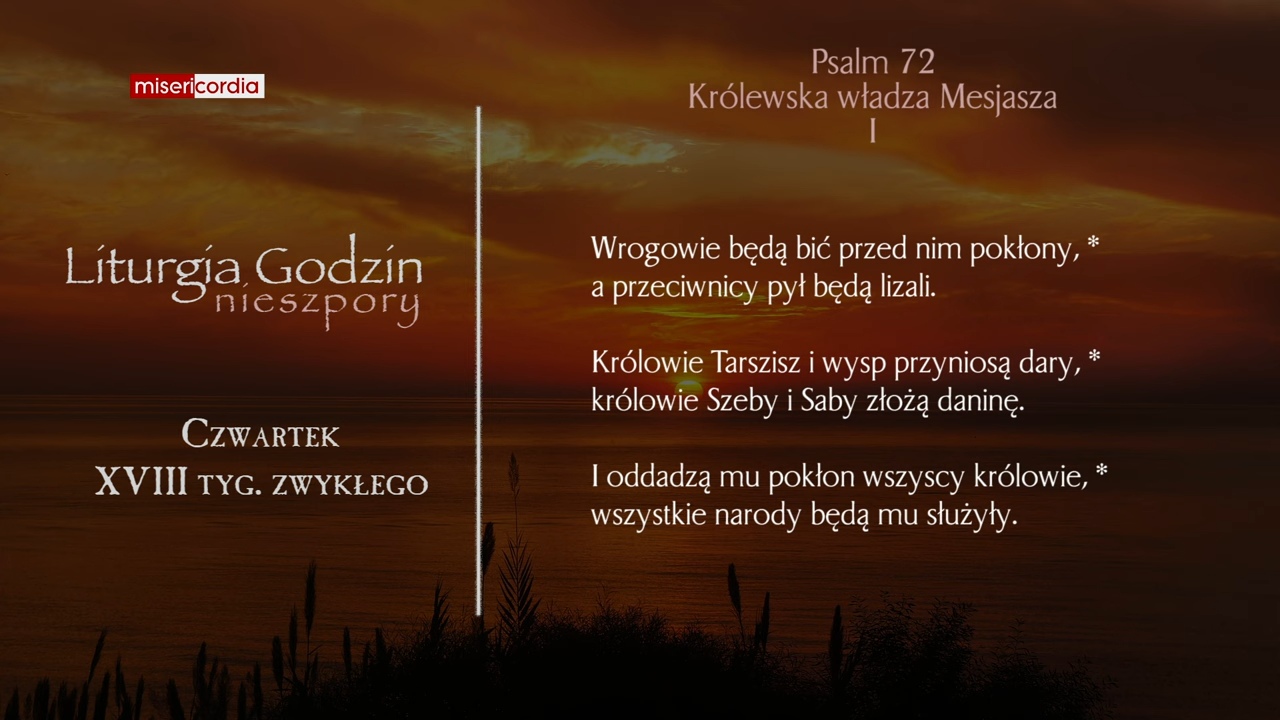 misericordia
Liturgia Godzin
nieszpory
Czwartek
XVIII tyg. zwykłego
Psalm 72
Królewska władza Mesjasza
I
Wrogowie będą bić przed nim pokłony, *
a przeciwnicy pył będą lizali.
Królowie Tarszisz i wysp przyniosą dary, *
królowie Szeby i Saby złożą daninę.
I oddadzą mu pokłon wszyscy królowie, *
wszystkie narody będą mu służyły.